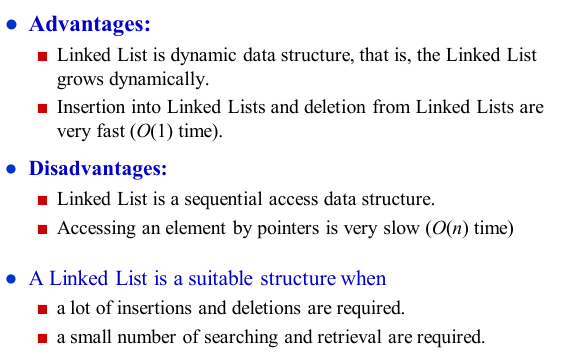 Advantages:
Linked List is dynamic data structure, that is, the Linked List
grows dynamically.
Insertion into Linked Lists and deletion from Linked Lists are
very fast (O(1) time).
Disadvantages:
Linked List is a sequential access data structure.
Accessing an element by pointers is very slow (O(n) time)
A Linked List is a suitable structure when
a lot of insertions and deletions are required.
a small number of searching and retrieval are required.